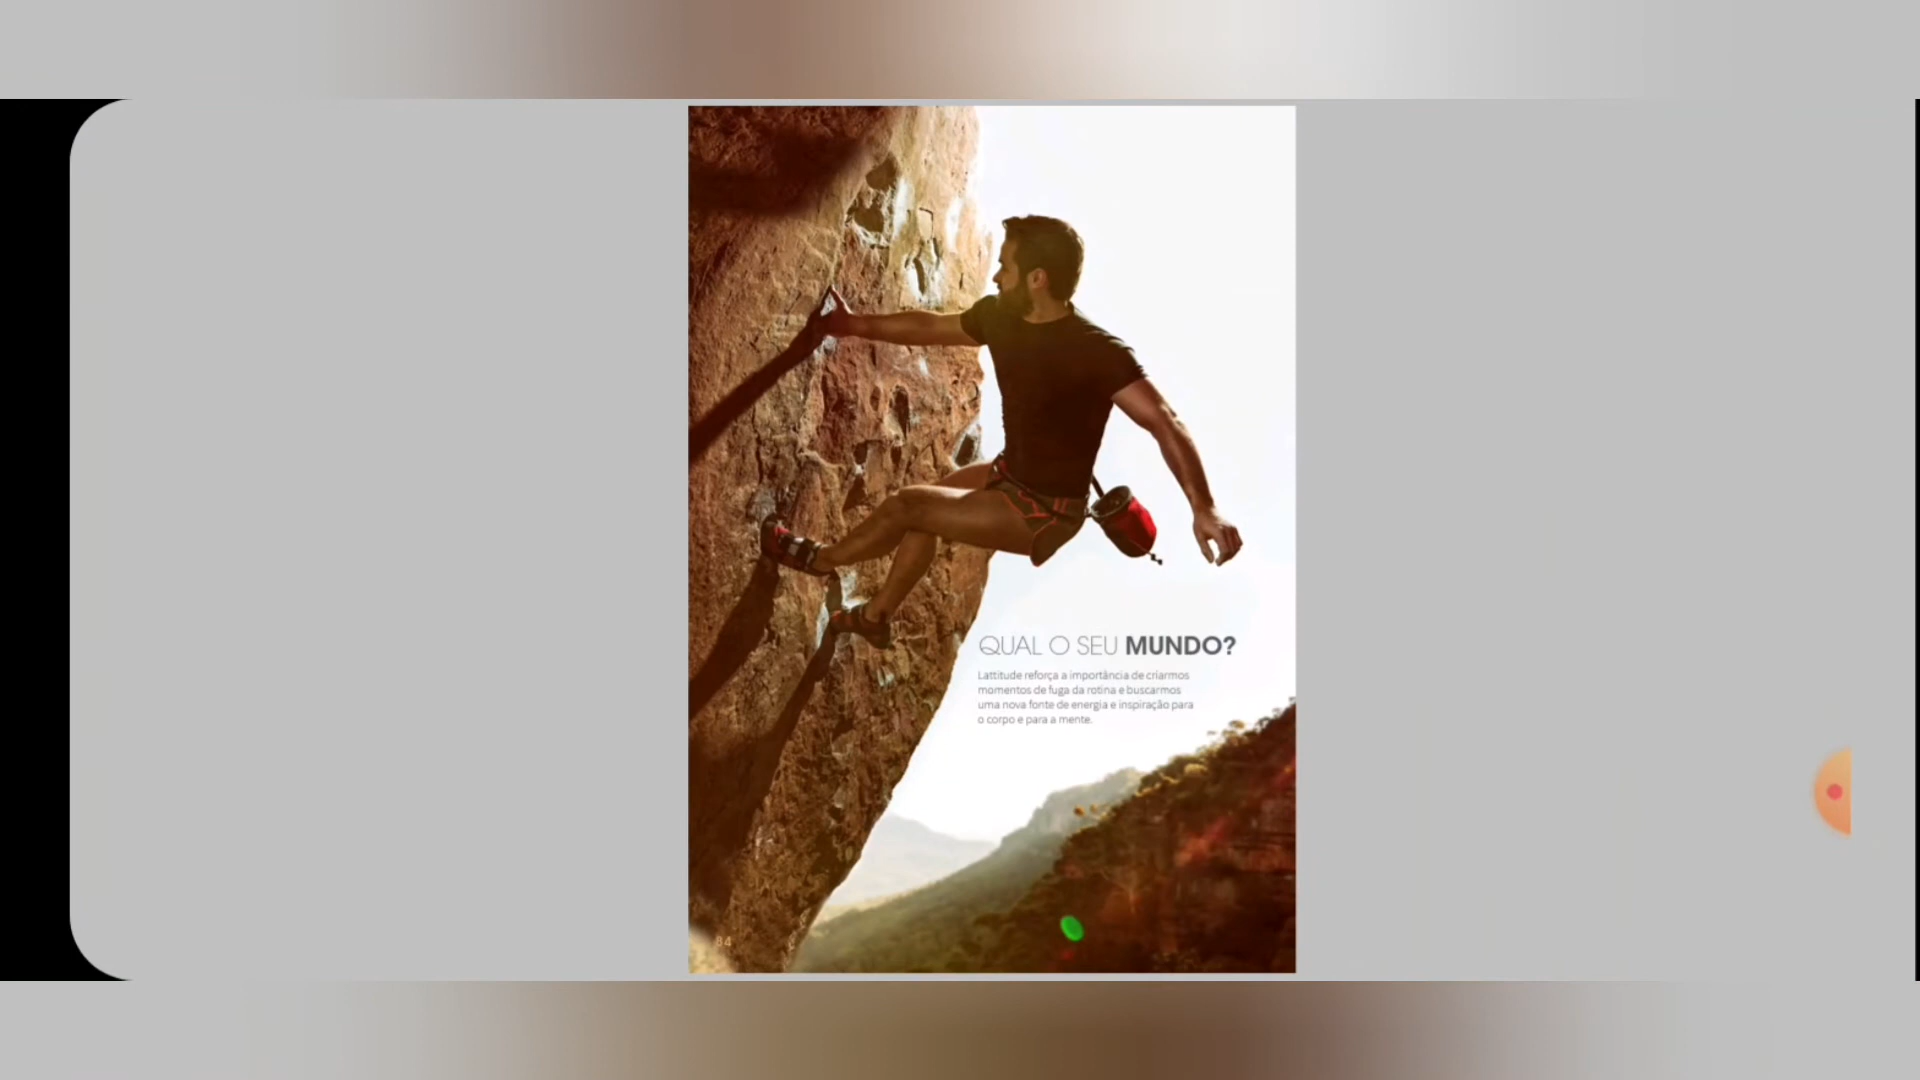 QUAL O SEU MUNDO?
Lattitude reforça a importância de criarmos
momentos de fuga da rotina e buscarmos
uma nova fonte de energia e inspiração para
o corpo e para a mente.
84